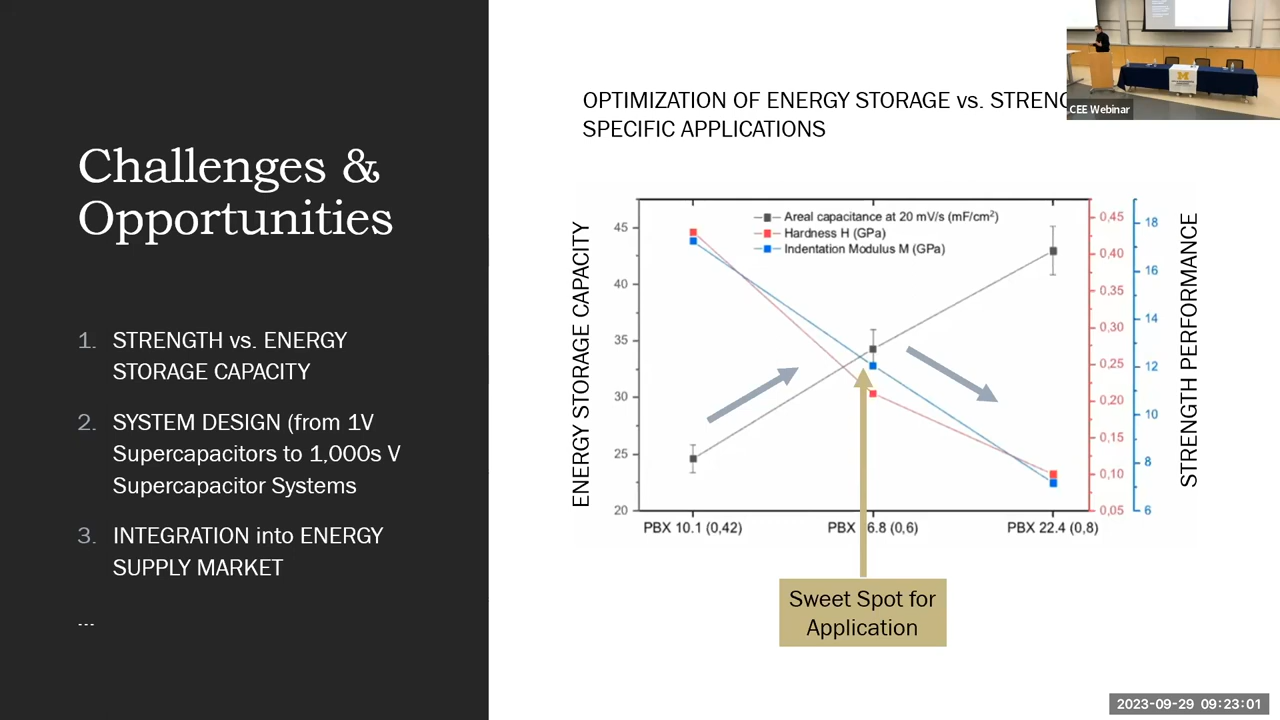 Challenges &
Opportunities
1. STRENGTH vs. ENERGY
STORAGE CAPACITY
2. SYSTEM DESIGN (from 1V
Supercapacitors to 1,000s V
Supercapacitor Systems
3. INTEGRATION into ENERGY
SUPPLY MARKET
...
OPTIMIZATION OF ENERGY STORAGE vs.
SPECIFIC APPLICATIONS
CEE Webinar
ENERGY STORAGE CAPACITY
45
40
35
30
25
20
Areal capacitance at 20 mV/s (mF/cm²)
Hardness H (GPa)
Indentation Modulus M (GPa)
0,45
0,40
0,35
0,30
0,25
0,20
0,15
0,10
0,05
18
16
14
12
10
8
6
STRENGTH PERFORMANCE
PBX 10.1 (0,42)
PBX 6.8 (0,6)
PBX 22.4 (0,8)
Sweet Spot for
Application
2023-09-29 09:23:01